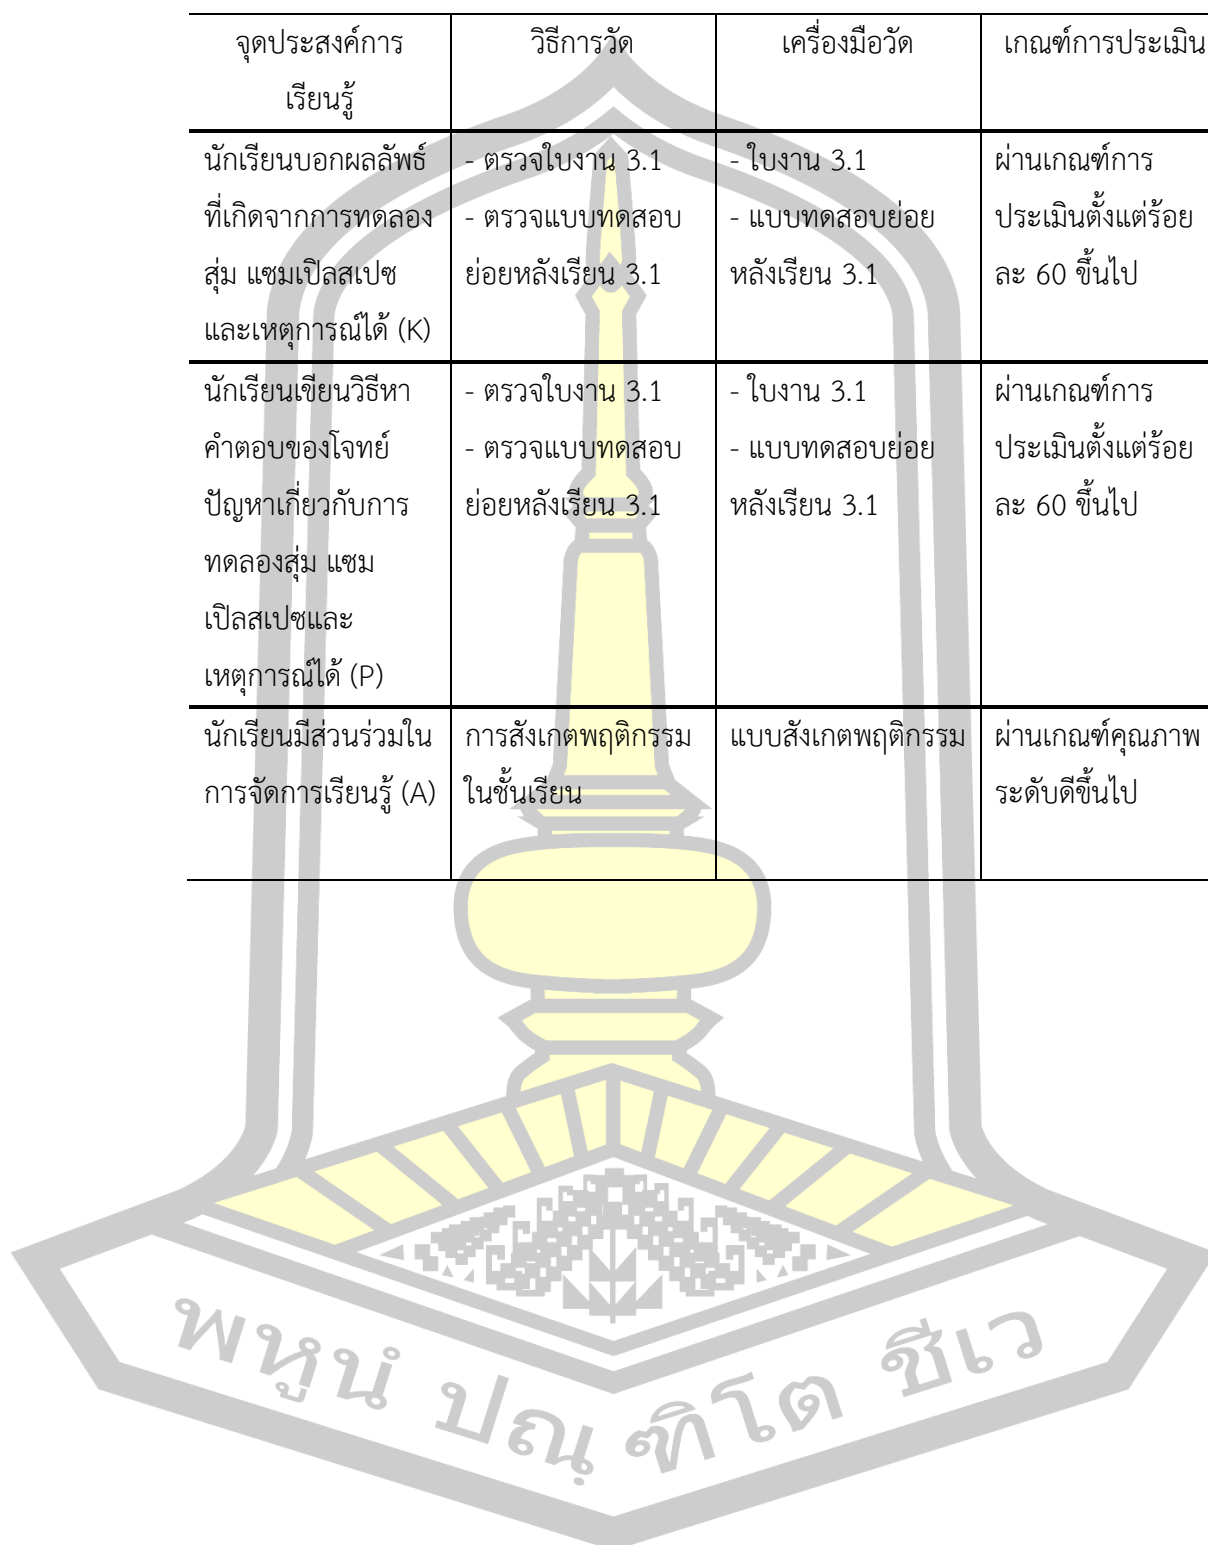 จุดประสงค์การ
เรียนรู้
วิธีการวัด
เครื่องมือวัด
เกณฑ์การประเมิน
นักเรียนบอกผลลัพธ์
ที่เกิดจากการทดลอง
สุ่ม แซมเปิลสเปซ
และเหตุการณ์ได้ (K)
- ตรวจใบงาน 3.1
- ตรวจแบบทดสอบ
ย่อยหลังเรียน 3.1
- ใบงาน 3.1
- แบบทดสอบย่อย
หลังเรียน 3.1
ผ่านเกณฑ์การ
ประเมินตั้งแต่ร้อย
ละ 60 ขึ้นไป
นักเรียนเขียนวิธีหา
คำตอบของโจทย์
ปัญหาเกี่ยวกับการ
ทดลองสุ่ม แซม
เปิลสเปซและ
เหตุการณ์ได้ (P)
- ตรวจใบงาน 3.1
- ตรวจแบบทดสอบ
ย่อยหลังเรียน 3.1
- ใบงาน 3.1
- แบบทดสอบย่อย
หลังเรียน 3.1
ผ่านเกณฑ์การ
ประเมินตั้งแต่ร้อย
ละ 60 ขึ้นไป
นักเรียนมีส่วนร่วมใน
การจัดการเรียนรู้ (A)
การสังเกตพฤติกรรม
ในชั้นเรียน
แบบสังเกตพฤติกรรม
ผ่านเกณฑ์คุณภาพ
ระดับดีขึ้นไป
พหูนํ ปณฺฑิโต ชีเว